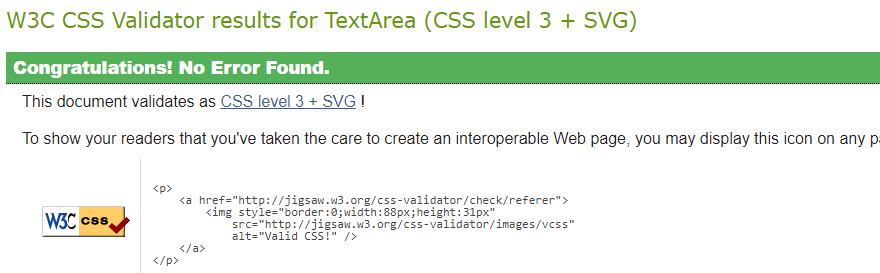 W3C CSS Validator results for TextArea (CSS level 3 + SVG)
Congratulations! No Error Found.
This document validates as CSS level 3 + SVG !
To show your readers that you've taken the care to create an interoperable Web page, you may display this icon on any
<p>
<a href="http://jigsaw.w3.org/css-validator/check/referer">
<img style="border:0;width:88px;height:31px"
src="http://jigsaw.w3.org/css-validator/images/vcss"
alt="Valid CSS!" />
</a>
</p>
W3C css